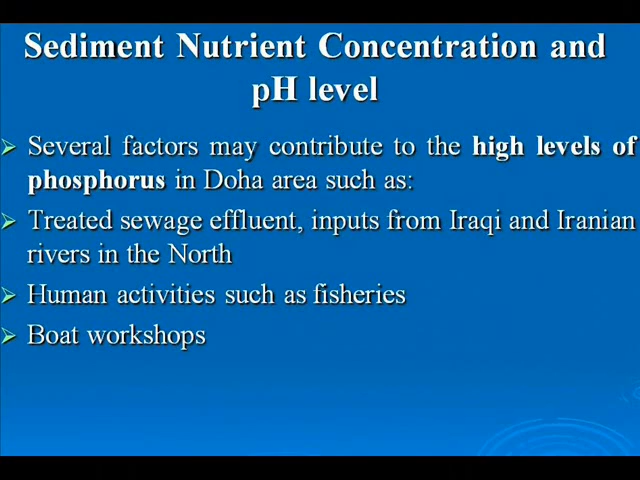 Sediment Nutrient Concentration and
pH level
Several factors may contribute to the high levels of
phosphorus in Doha area such as:
Treated sewage effluent, inputs from Iraqi and Iranian
rivers in the North
Human activities such as fisheries
Boat workshops